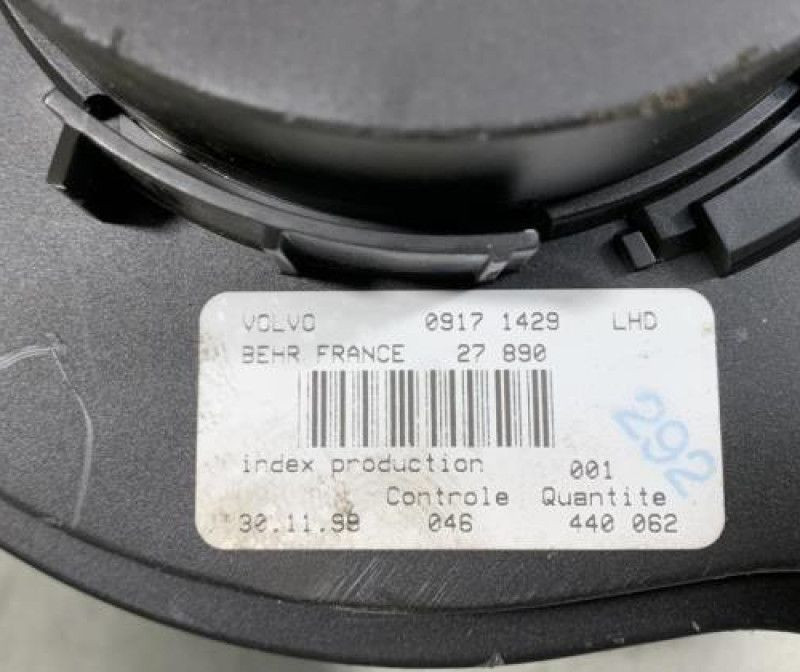 VOLVO 0917 1429 LHD
BEHR FRANCE 27 890
index production 001
Controle Quantite
30.11.98 046 440 062
292